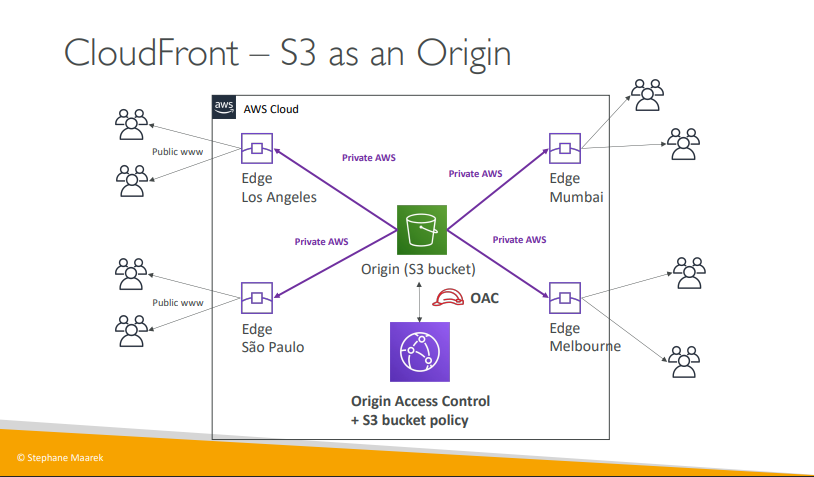 CloudFront – S3 as an Origin
aws
AWS Cloud
Public www
Edge
Los Angeles
Private AWS
Private AWS
Edge
Mumbai
Private AWS
Private AWS
Origin (S3 bucket)
OAC
Public www
Edge
São Paulo
Edge
Melbourne
Origin Access Control
+ S3 bucket policy
© Stephane Maarek